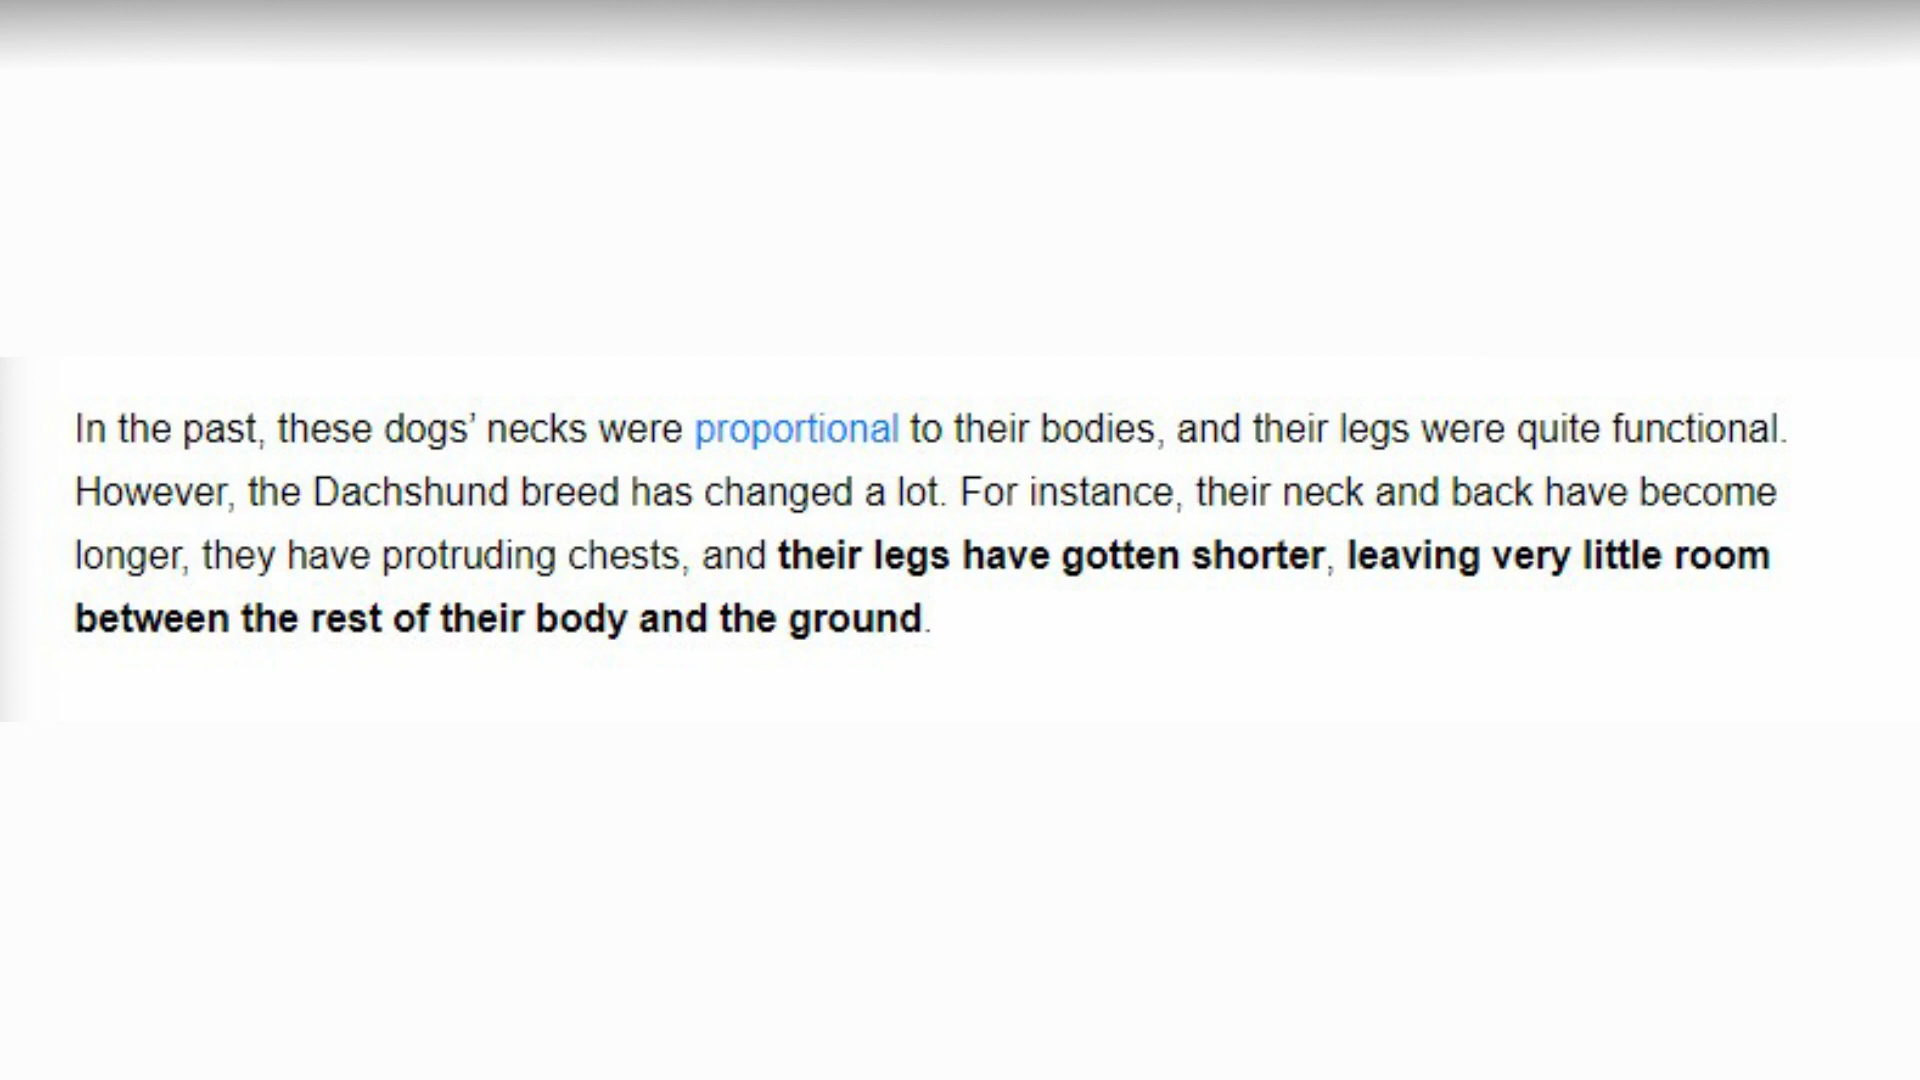 In the past, these dogs’ necks were proportional to their bodies, and their legs were quite functional.
However, the Dachshund breed has changed a lot. For instance, their neck and back have become
longer, they have protruding chests, and their legs have gotten shorter, leaving very little room
between the rest of their body and the ground.